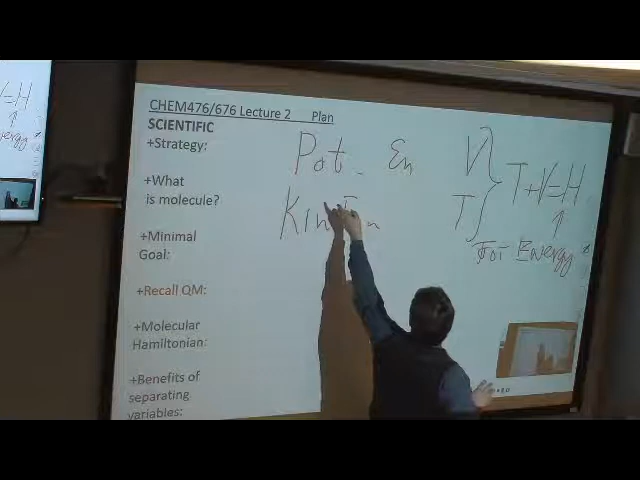 CHEM476/676 Lecture 2 Plan
SCIENTIFIC
+Strategy:
+What
is molecule?
+Minimal
Goal:
+Recall QM:
+Molecular
Hamiltonian:
+Benefits of
separating
variables:
Pot. En V
Kin En T
T+V=H
↑
Tot Energy
V=H
↑
nergy